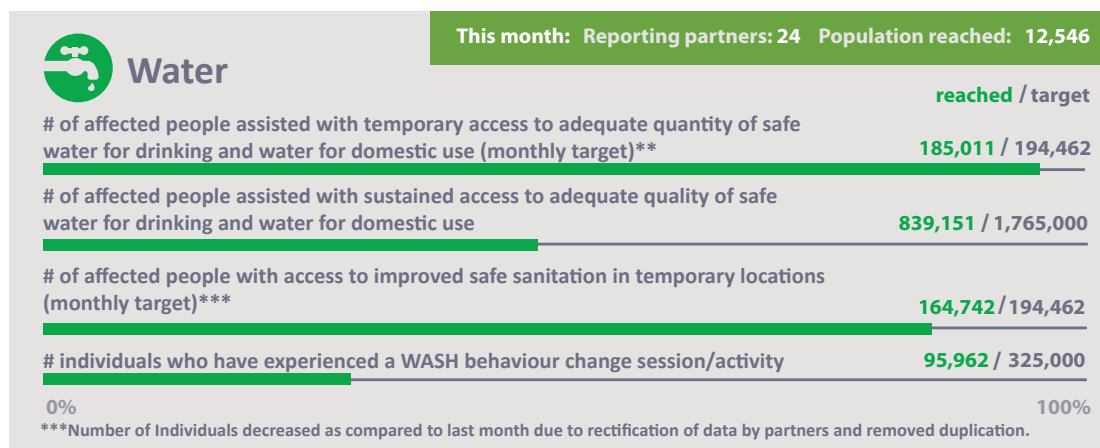 This month: Reporting partners: 24 Population reached: 12,546
Water
reached / target
# of affected people assisted with temporary access to adequate quantity of safe
water for drinking and water for domestic use (monthly target)**
185,011 / 194,462
# of affected people assisted with sustained access to adequate quality of safe
water for drinking and water for domestic use
839,151 / 1,765,000
# of affected people with access to improved safe sanitation in temporary locations
(monthly target)***
164,742 / 194,462
# individuals who have experienced a WASH behaviour change session/activity
95,962 / 325,000
0% 100%
***Number of Individuals decreased as compared to last month due to rectification of data by partners and removed duplication.